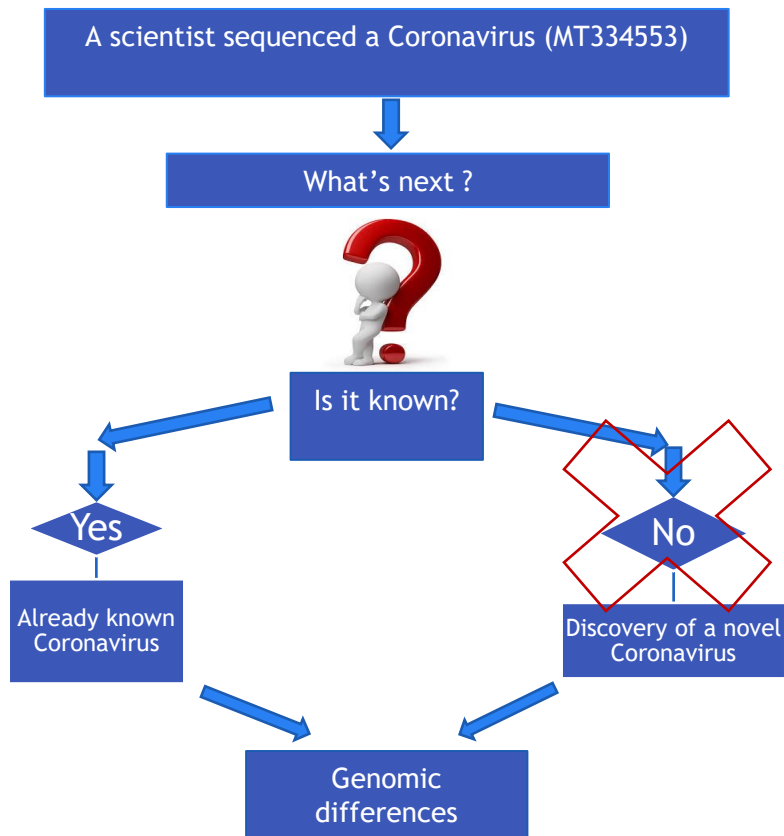 A scientist sequenced a Coronavirus (MT334553)
What’s next ?
Is it known?
Yes
No
Already known
Coronavirus
Discovery of a novel
Coronavirus
Genomic
differences